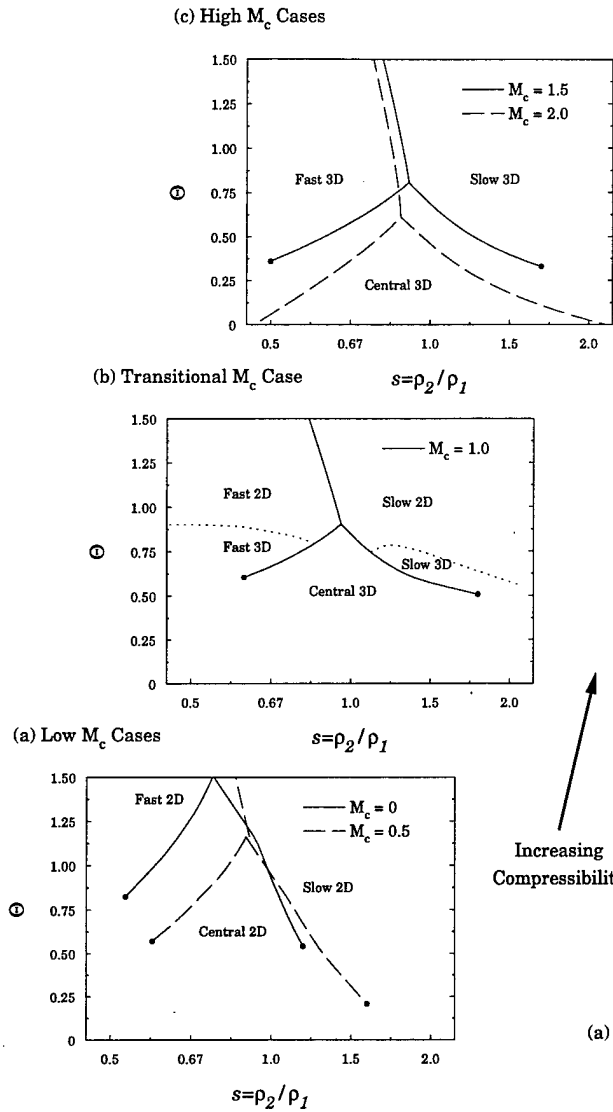 (c) High M_c Cases
1.50
1.25
1.00
0.75
0.50
0.25
0
Θ
M_c = 1.5
M_c = 2.0
Fast 3D
Slow 3D
Central 3D
0.5
0.67
1.0
1.5
2.0
s=ρ_2/ρ_1
(b) Transitional M_c Case
1.50
1.25
1.00
0.75
0.50
0.25
0
Θ
M_c = 1.0
Fast 2D
Slow 2D
Fast 3D
Slow 3D
Central 3D
0.5
0.67
1.0
1.5
2.0
s=ρ_2/ρ_1
(a) Low M_c Cases
1.50
1.25
1.00
0.75
0.50
0.25
0
Θ
Fast 2D
M_c = 0
M_c = 0.5
Slow 2D
Central 2D
0.5
0.67
1.0
1.5
2.0
s=ρ_2/ρ_1
Increasing
Compressibilit
(a)